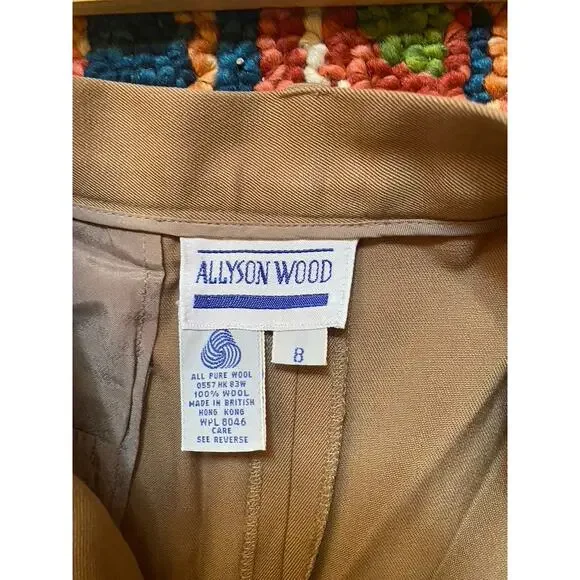 ALLYSON WOOD
8
ALL PURE WOOL
0557 HK 83W
100% WOOL
MADE IN BRITISH
HONG KONG
WPL 8046
CARE
SEE REVERSE